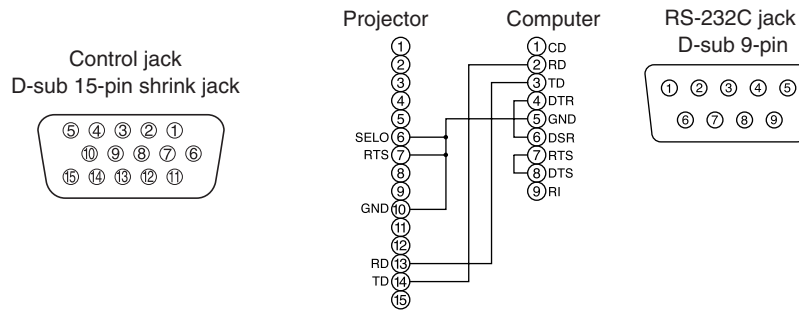 Control jack
D-sub 15-pin shrink jack
⑤ ④ ③ ② ①
⑩ ⑨ ⑧ ⑦ ⑥
⑮ ⑭ ⑬ ⑫ ⑪
Projector
①
②
③
④
⑤
SELO ⑥
RTS ⑦
⑧
⑨
GND ⑩
⑪
⑫
RD ⑬
TD ⑭
⑮
Computer
① CD
② RD
③ TD
④ DTR
⑤ GND
⑥ DSR
⑦ RTS
⑧ DTS
⑨ RI
RS-232C jack
D-sub 9-pin
① ② ③ ④ ⑤
⑥ ⑦ ⑧ ⑨